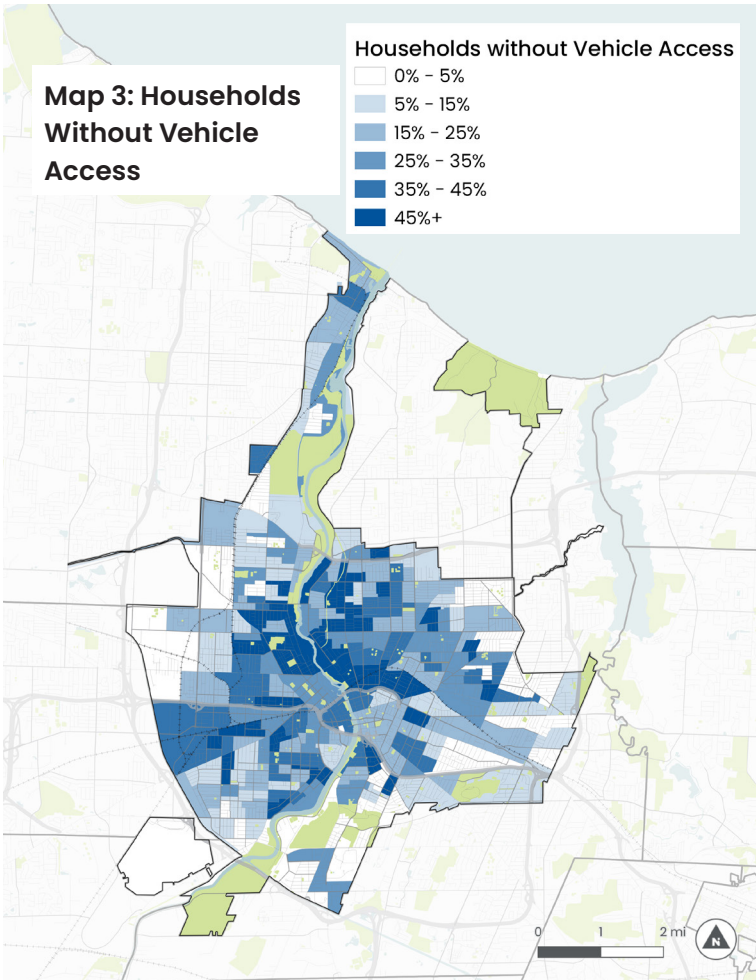 Map 3: Households
Without Vehicle
Access
Households without Vehicle Access
0% - 5%
5% - 15%
15% - 25%
25% - 35%
35% - 45%
45%+
0 1 2 mi
N